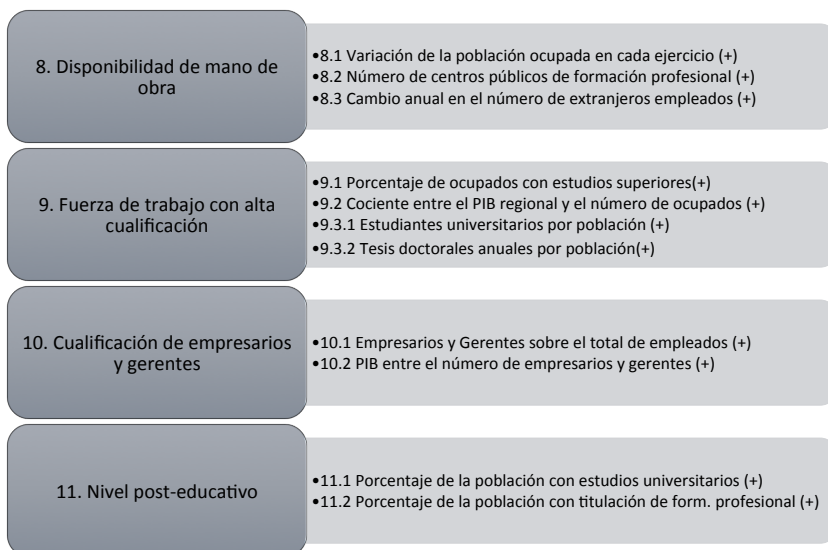 8. Disponibilidad de mano de
obra
•8.1 Variación de la población ocupada en cada ejercicio (+)
•8.2 Número de centros públicos de formación profesional (+)
•8.3 Cambio anual en el número de extranjeros empleados (+)
9. Fuerza de trabajo con alta
cualificación
•9.1 Porcentaje de ocupados con estudios superiores(+)
•9.2 Cociente entre el PIB regional y el número de ocupados (+)
•9.3.1 Estudiantes universitarios por población (+)
•9.3.2 Tesis doctorales anuales por población(+)
10. Cualificación de empresarios
y gerentes
•10.1 Empresarios y Gerentes sobre el total de empleados (+)
•10.2 PIB entre el número de empresarios y gerentes (+)
11. Nivel post-educativo
•11.1 Porcentaje de la población con estudios universitarios (+)
•11.2 Porcentaje de la población con titulación de form. profesional (+)